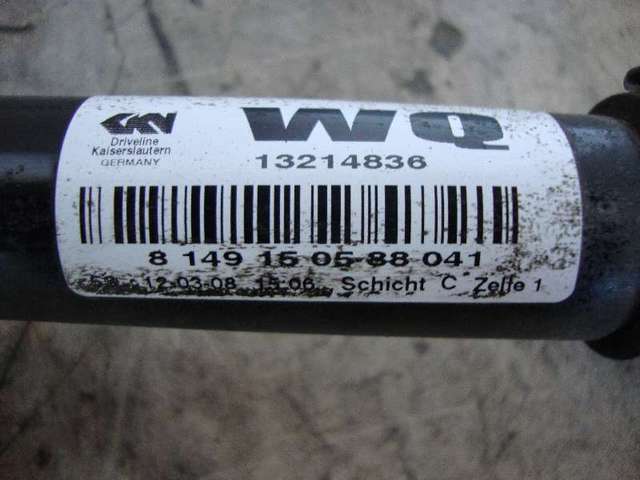 GKN
Driveline
Kaiserslautern
GERMANY
WQ
13214836
8 149 15 05 88 041
12-03-08 15:06 Schicht C Zelle 1